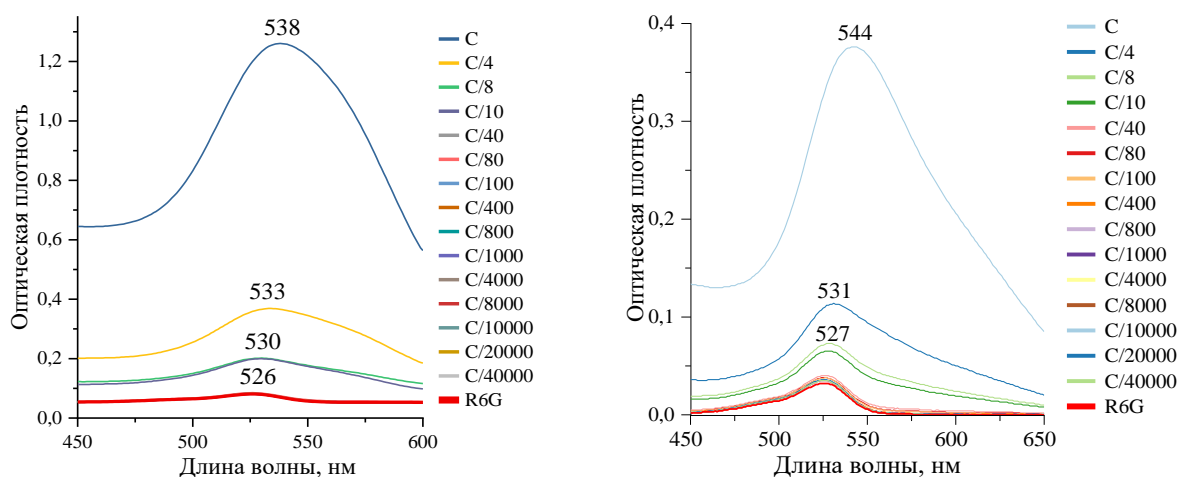 538
533
530
526
1,2
1,0
0,8
0,6
0,4
0,2
0,0
450
500
550
600
Оптическая плотность
Длина волны, нм
C
C/4
C/8
C/10
C/40
C/80
C/100
C/400
C/800
C/1000
C/4000
C/8000
C/10000
C/20000
C/40000
R6G
544
531
527
0,4
0,3
0,2
0,1
0,0
450
500
550
600
650
Оптическая плотность
Длина волны, нм
C
C/4
C/8
C/10
C/40
C/80
C/100
C/400
C/800
C/1000
C/4000
C/8000
C/10000
C/20000
C/40000
R6G